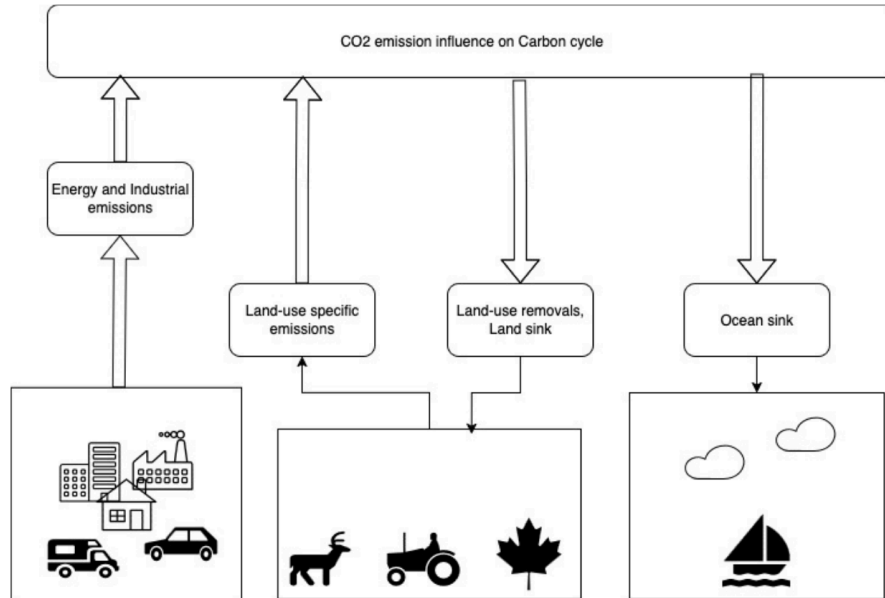 CO2 emission influence on Carbon cycle
Energy and Industrial
emissions
Land-use specific
emissions
Land-use removals,
Land sink
Ocean sink